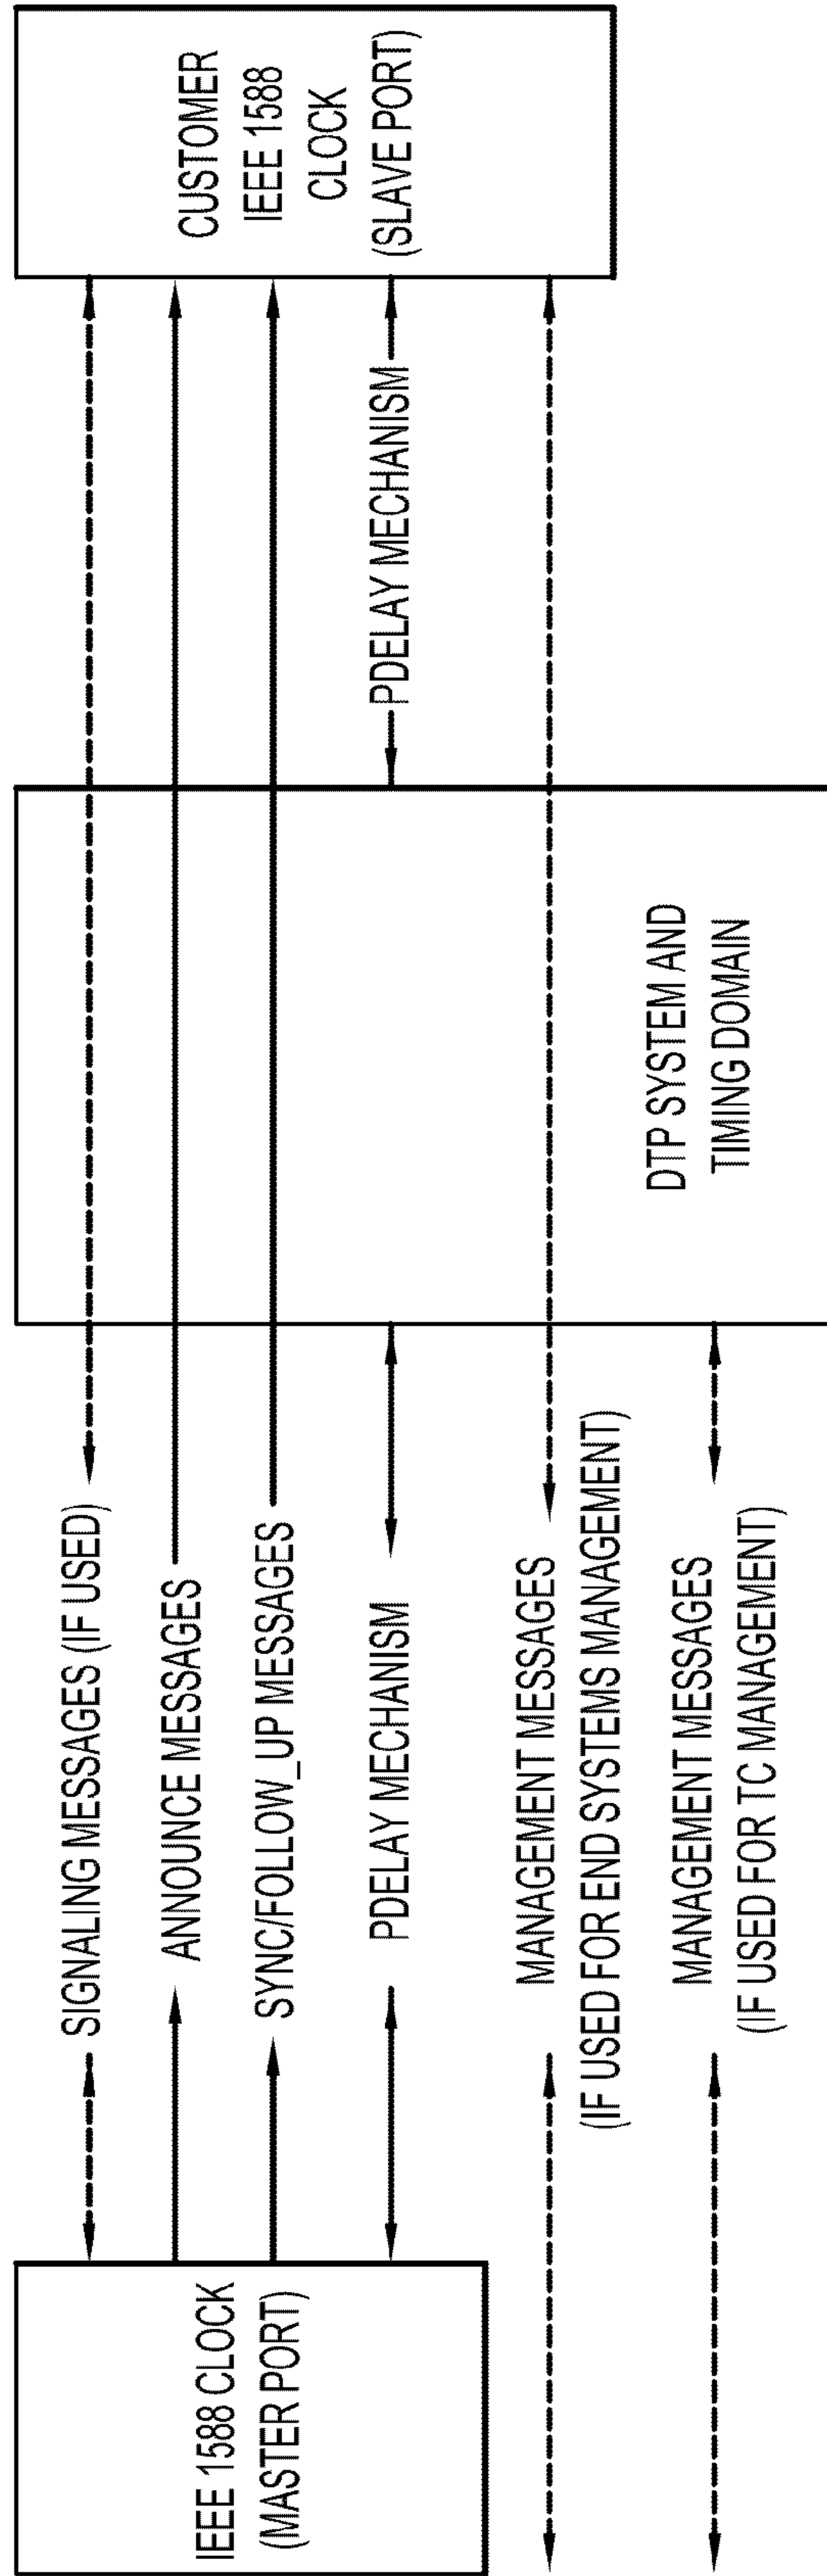 IEEE 1588 CLOCK
(MASTER PORT)
SIGNALING MESSAGES (IF USED)
ANNOUNCE MESSAGES
SYNC/FOLLOW_UP MESSAGES
PDELAY MECHANISM
MANAGEMENT MESSAGES
(IF USED FOR END SYSTEMS MANAGEMENT)
MANAGEMENT MESSAGES
(IF USED FOR TC MANAGEMENT)
DTP SYSTEM AND
TIMING DOMAIN
PDELAY MECHANISM
CUSTOMER
IEEE 1588
CLOCK
(SLAVE PORT)